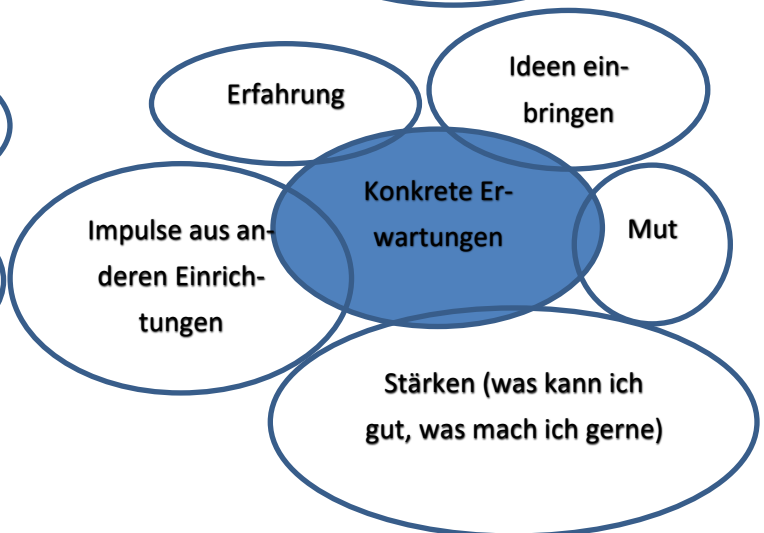 Erfahrung
Ideen ein-
bringen
Konkrete Er-
wartungen
Impulse aus an-
deren Einrich-
tungen
Mut
Stärken (was kann ich
gut, was mach ich gerne)